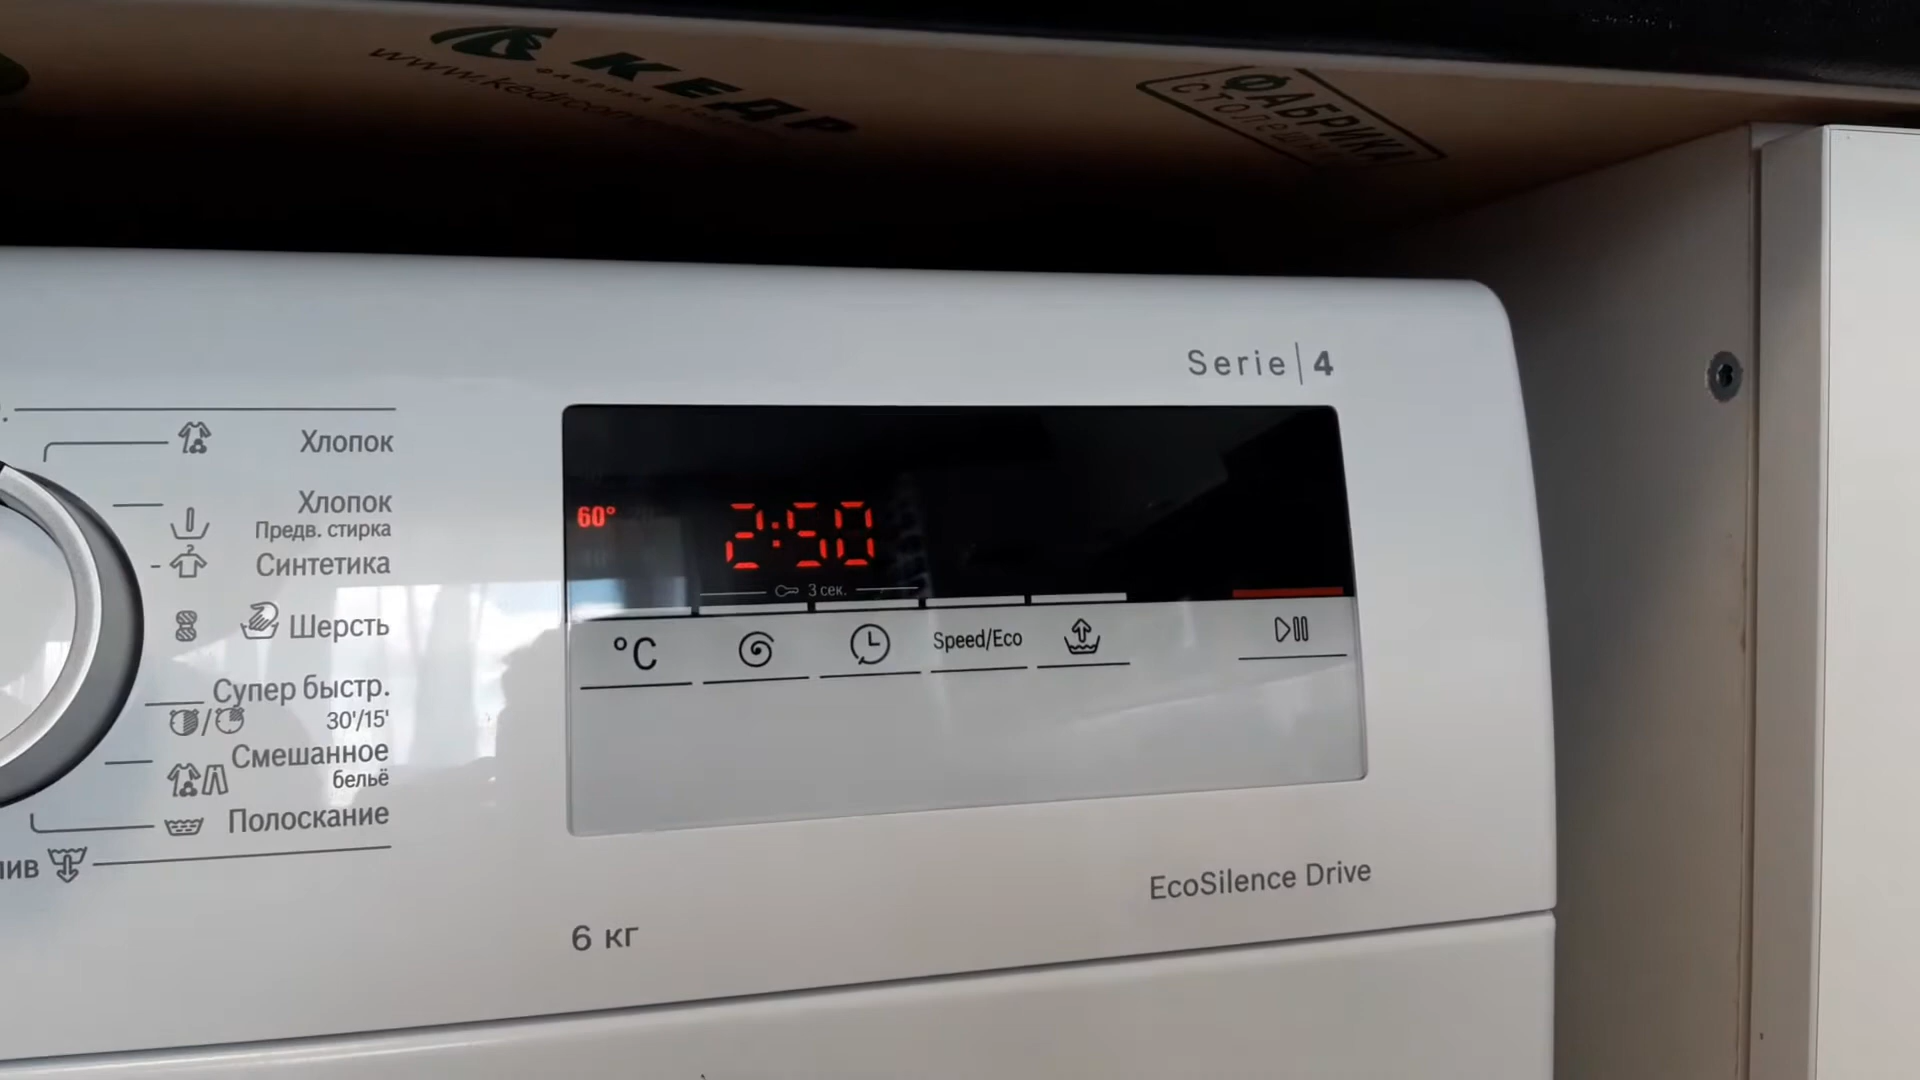 КЕДР
ФАБРИКА
СТОЛЕШН
Serie | 4
Хлопок
Хлопок
Предв. стирка
Синтетика
Шерсть
Супер быстр.
30'/15'
Смешанное
бельё
Полоскание
60°
2:50
3 сек.
°C
Speed/Eco
EcoSilence Drive
6 кг